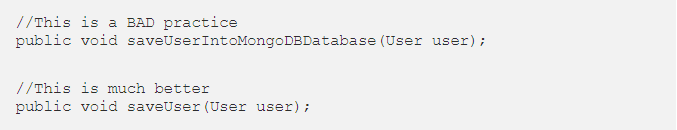 //This is a BAD practice
public void saveUserIntoMongoDBDatabase(User user);
//This is much better
public void saveUser(User user);